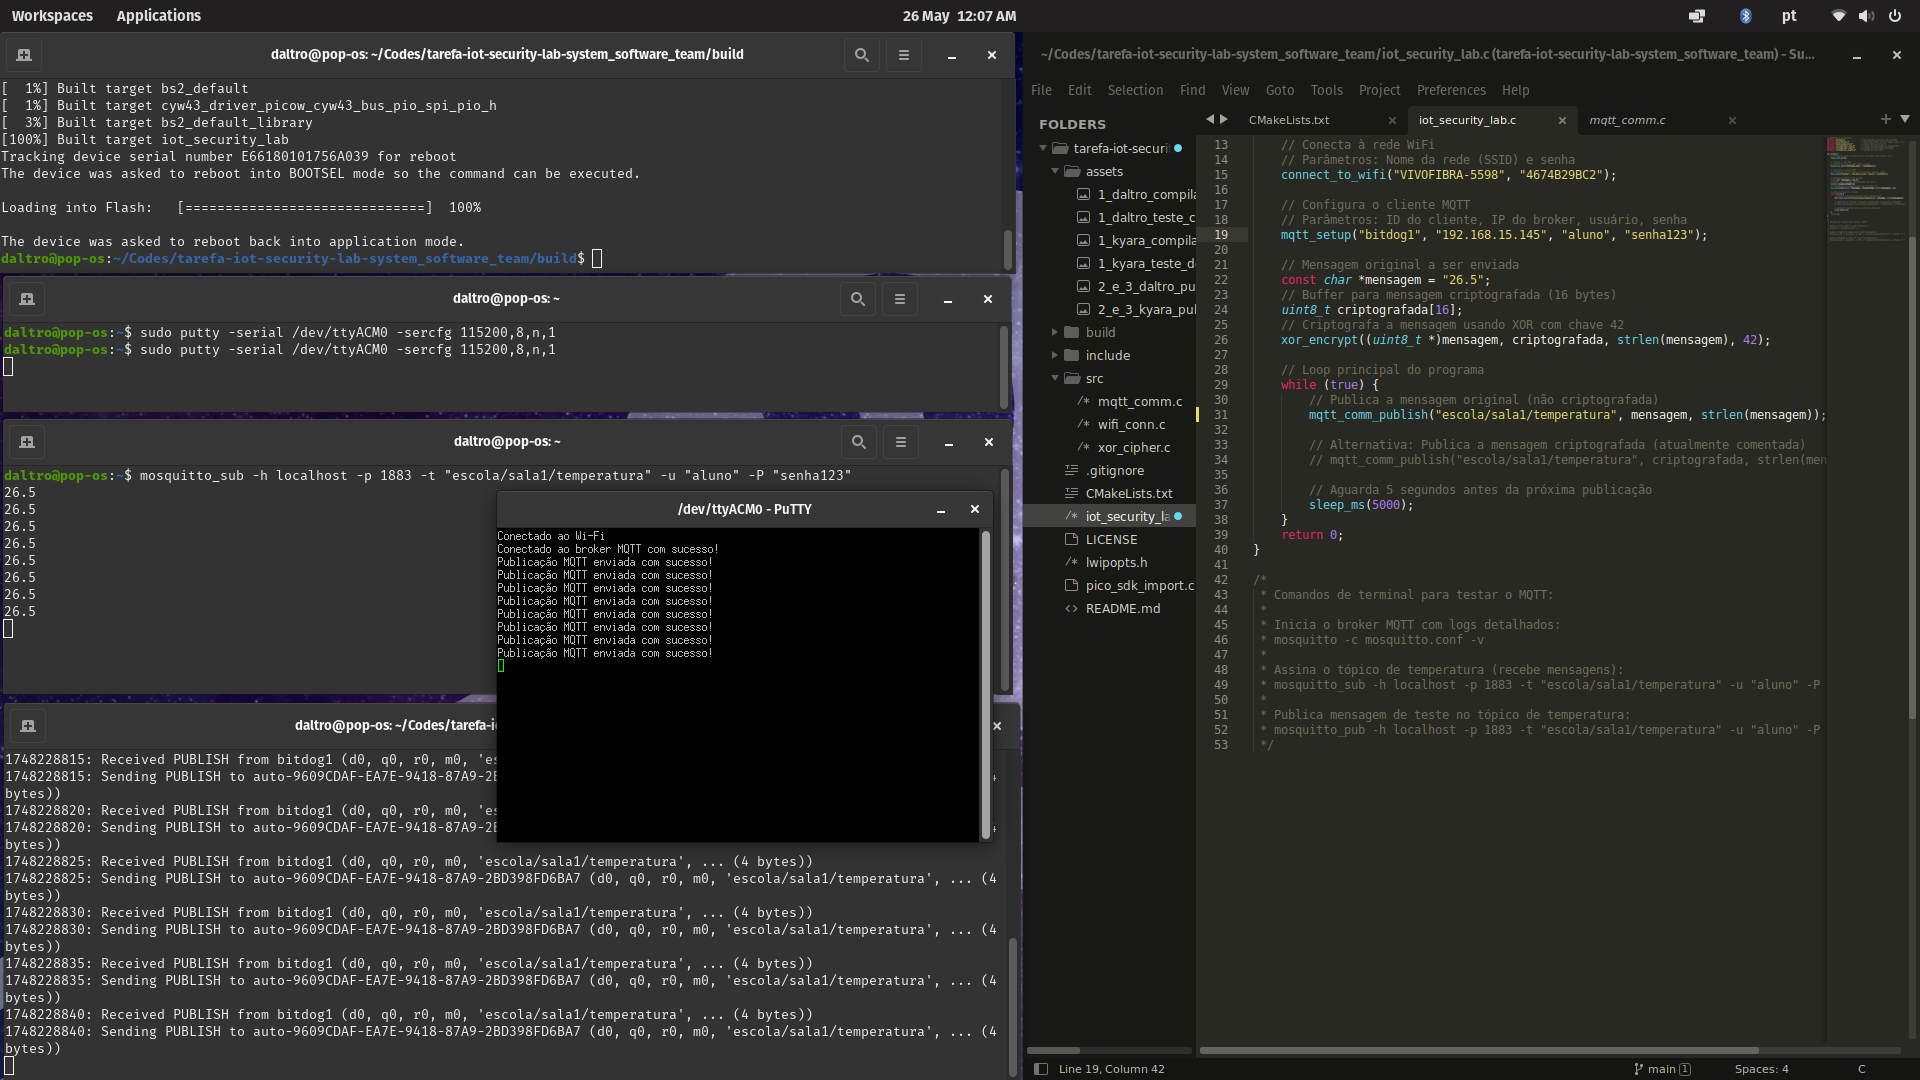 Workspaces Applications 26 May 12:07 AM pt
daltro@pop-os: ~/Codes/tarefa-iot-security-lab-system_software_team/build
[  1%] Built target bs2_default
[  1%] Built target cyw43_driver_picow_cyw43_bus_pio_spi_pio_h
[  3%] Built target bs2_default_library
[100%] Built target iot_security_lab
Tracking device serial number E66180101756A039 for reboot
The device was asked to reboot into BOOTSEL mode so the command can be executed.
Loading into Flash:   [==============================]  100%
The device was asked to reboot back into application mode.
daltro@pop-os:~/Codes/tarefa-iot-security-lab-system_software_team/build$
daltro@pop-os: ~
daltro@pop-os:~$ sudo putty -serial /dev/ttyACM0 -sercfg 115200,8,n,1
daltro@pop-os:~$ sudo putty -serial /dev/ttyACM0 -sercfg 115200,8,n,1
daltro@pop-os: ~
daltro@pop-os:~$ mosquitto_sub -h localhost -p 1883 -t "escola/sala1/temperatura" -u "aluno" -P "senha123"
26.5
26.5
26.5
26.5
26.5
26.5
26.5
26.5
/dev/ttyACM0 - PuTTY
Conectado ao Wi-Fi
Conectado ao broker MQTT com sucesso!
Publicação MQTT enviada com sucesso!
Publicação MQTT enviada com sucesso!
Publicação MQTT enviada com sucesso!
Publicação MQTT enviada com sucesso!
Publicação MQTT enviada com sucesso!
Publicação MQTT enviada com sucesso!
Publicação MQTT enviada com sucesso!
Publicação MQTT enviada com sucesso!
daltro@pop-os: ~/Codes/tarefa-i
1748228815: Received PUBLISH from bitdog1 (d0, q0, r0, m0, 'es
1748228815: Sending PUBLISH to auto-9609CDAF-EA7E-9418-87A9-2B 4
bytes))
1748228820: Received PUBLISH from bitdog1 (d0, q0, r0, m0, 'es
1748228820: Sending PUBLISH to auto-9609CDAF-EA7E-9418-87A9-2B 4
bytes))
1748228825: Received PUBLISH from bitdog1 (d0, q0, r0, m0, 'escola/sala1/temperatura', ... (4 bytes))
1748228825: Sending PUBLISH to auto-9609CDAF-EA7E-9418-87A9-2BD398FD6BA7 (d0, q0, r0, m0, 'escola/sala1/temperatura', ... (4
bytes))
1748228830: Received PUBLISH from bitdog1 (d0, q0, r0, m0, 'escola/sala1/temperatura', ... (4 bytes))
1748228830: Sending PUBLISH to auto-9609CDAF-EA7E-9418-87A9-2BD398FD6BA7 (d0, q0, r0, m0, 'escola/sala1/temperatura', ... (4
bytes))
1748228835: Received PUBLISH from bitdog1 (d0, q0, r0, m0, 'escola/sala1/temperatura', ... (4 bytes))
1748228835: Sending PUBLISH to auto-9609CDAF-EA7E-9418-87A9-2BD398FD6BA7 (d0, q0, r0, m0, 'escola/sala1/temperatura', ... (4
bytes))
1748228840: Received PUBLISH from bitdog1 (d0, q0, r0, m0, 'escola/sala1/temperatura', ... (4 bytes))
1748228840: Sending PUBLISH to auto-9609CDAF-EA7E-9418-87A9-2BD398FD6BA7 (d0, q0, r0, m0, 'escola/sala1/temperatura', ... (4
bytes))
~/Codes/tarefa-iot-security-lab-system_software_team/iot_security_lab.c (tarefa-iot-security-lab-system_software_team) - Su...
File Edit Selection Find View Goto Tools Project Preferences Help
FOLDERS
tarefa-iot-securi
assets
1_daltro_compila
1_daltro_teste_c
1_kyara_compila
1_kyara_teste_d
2_e_3_daltro_pu
2_e_3_kyara_pul
build
include
src
mqtt_comm.c
wifi_conn.c
xor_cipher.c
.gitignore
CMakeLists.txt
iot_security_la
LICENSE
lwipopts.h
pico_sdk_import.c
README.md
CMakeLists.txt iot_security_lab.c mqtt_comm.c
13 // Conecta à rede WiFi
14 // Parâmetros: Nome da rede (SSID) e senha
15 connect_to_wifi("VIVOFIBRA-5598", "4674B29BC2");
16
17 // Configura o cliente MQTT
18 // Parâmetros: ID do cliente, IP do broker, usuário, senha
19 mqtt_setup("bitdog1", "192.168.15.145", "aluno", "senha123");
20
21 // Mensagem original a ser enviada
22 const char *mensagem = "26.5";
23 // Buffer para mensagem criptografada (16 bytes)
24 uint8_t criptografada[16];
25 // Criptografa a mensagem usando XOR com chave 42
26 xor_encrypt((uint8_t *)mensagem, criptografada, strlen(mensagem), 42);
27
28 // Loop principal do programa
29 while (true) {
30 // Publica a mensagem original (não criptografada)
31 mqtt_comm_publish("escola/sala1/temperatura", mensagem, strlen(mensagem));
32
33 // Alternativa: Publica a mensagem criptografada (atualmente comentada)
34 // mqtt_comm_publish("escola/sala1/temperatura", criptografada, strlen(men
35
36 // Aguarda 5 segundos antes da próxima publicação
37 sleep_ms(5000);
38 }
39 return 0;
40 }
41
42 /*
43 * Comandos de terminal para testar o MQTT:
44 *
45 * Inicia o broker MQTT com logs detalhados:
46 * mosquitto -c mosquitto.conf -v
47 *
48 * Assina o tópico de temperatura (recebe mensagens):
49 * mosquitto_sub -h localhost -p 1883 -t "escola/sala1/temperatura" -u "aluno" -P
50 *
51 * Publica mensagem de teste no tópico de temperatura:
52 * mosquitto_pub -h localhost -p 1883 -t "escola/sala1/temperatura" -u "aluno" -P
53 */
Line 19, Column 42 main 1 Spaces: 4 C